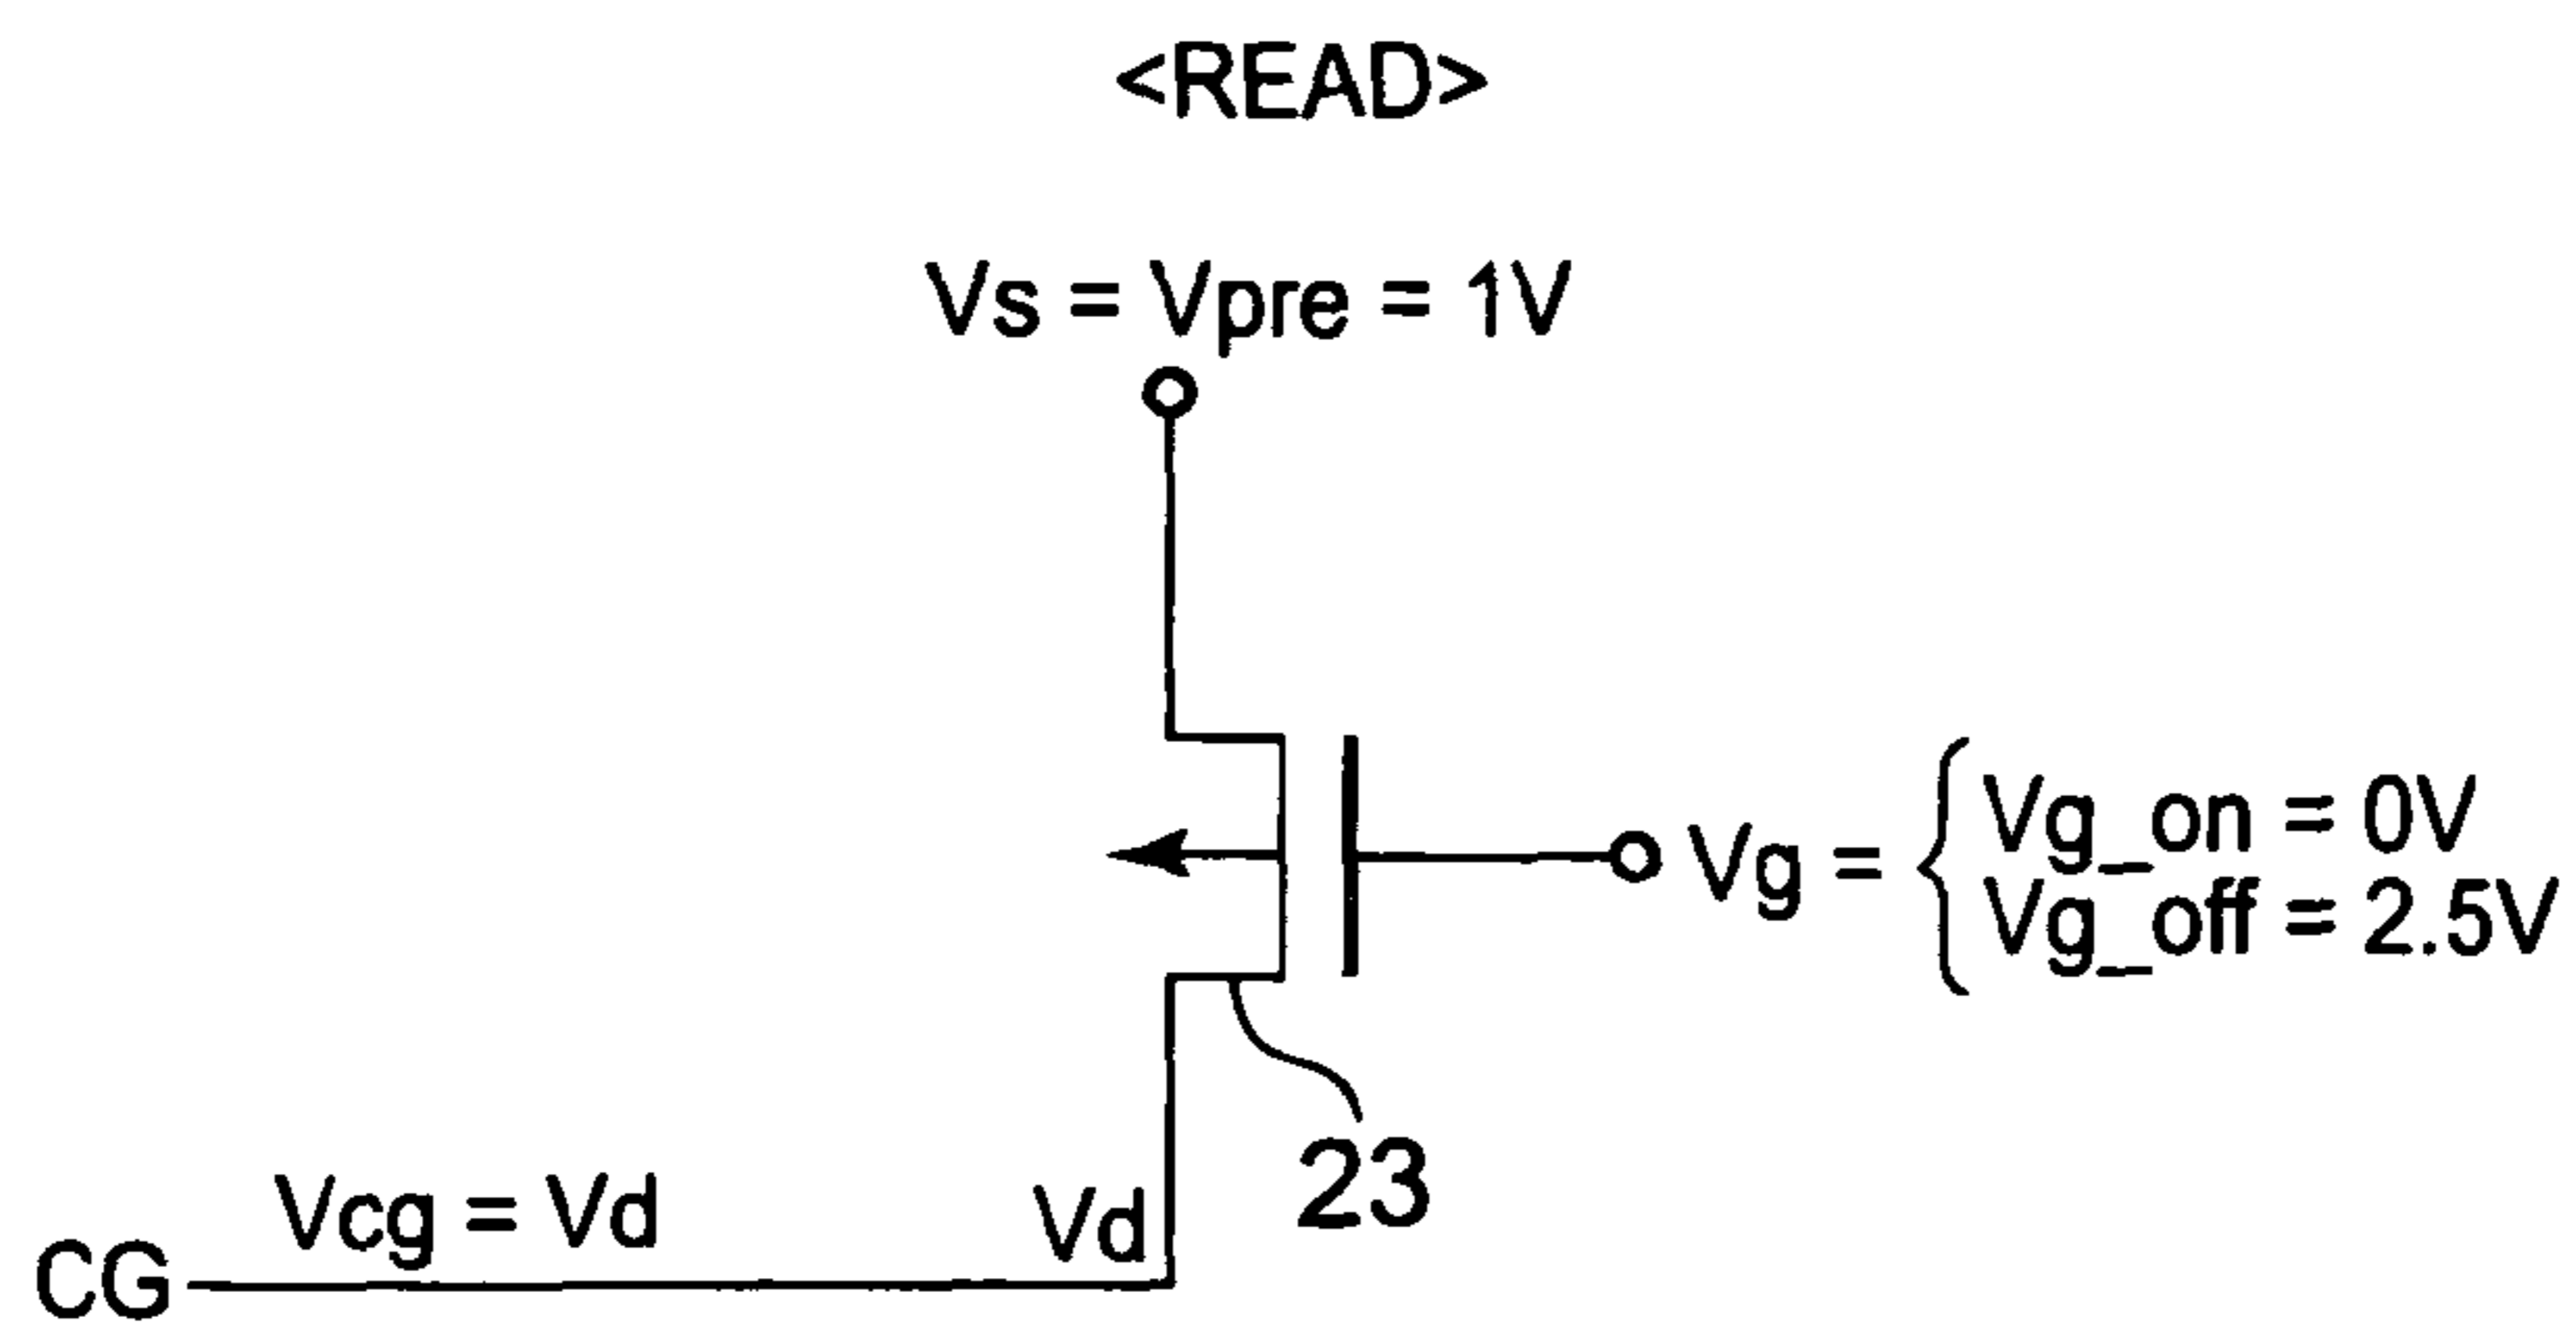 <READ>
Vs = Vpre = 1V
Vg =
Vg_on = 0V
Vg_off = 2.5V
23
Vcg = Vd
Vd
CG